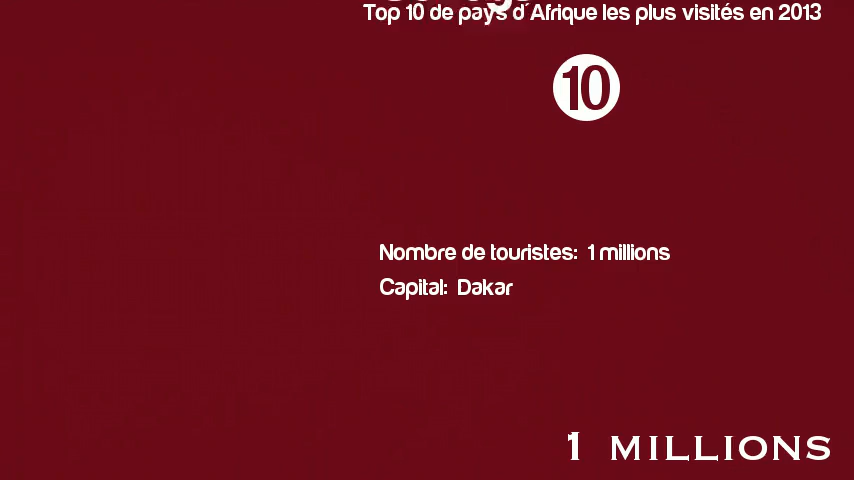 Top 10 de pays d'Afrique les plus visités en 2013
10
Nombre de touristes: 1 millions
Capital: Dakar
1 MILLIONS